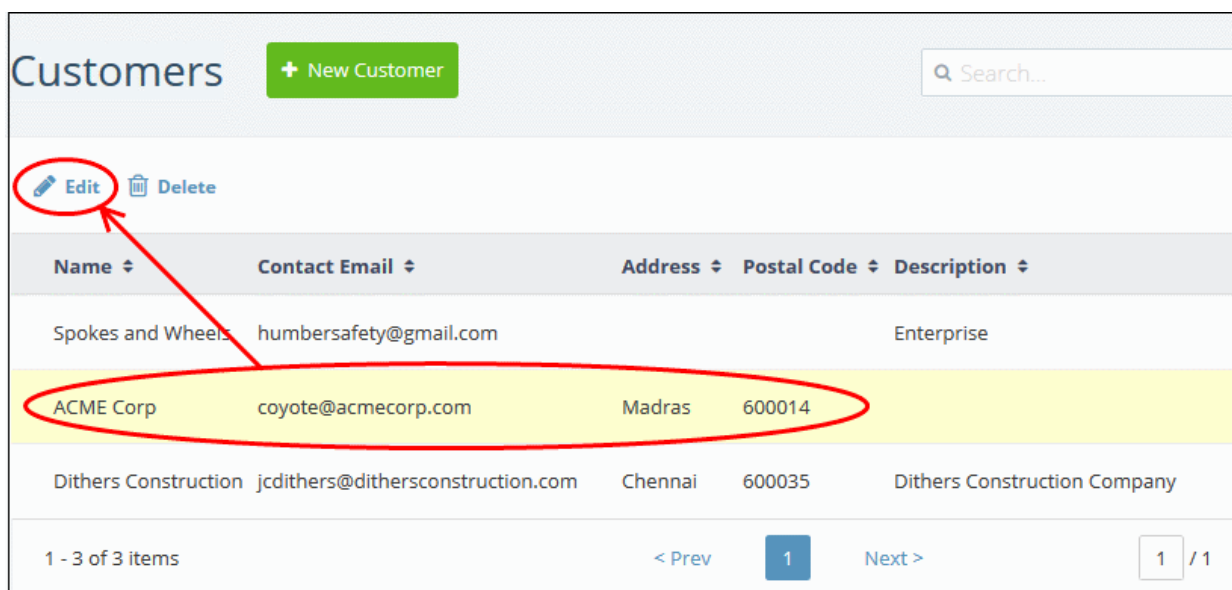 Customers + New Customer Search...
Edit Delete
Name Contact Email Address Postal Code Description
Spokes and Wheels humbersafety@gmail.com Enterprise
ACME Corp coyote@acmecorp.com Madras 600014
Dithers Construction jcdithers@dithersconstruction.com Chennai 600035 Dithers Construction Company
1 - 3 of 3 items < Prev 1 Next > 1 / 1